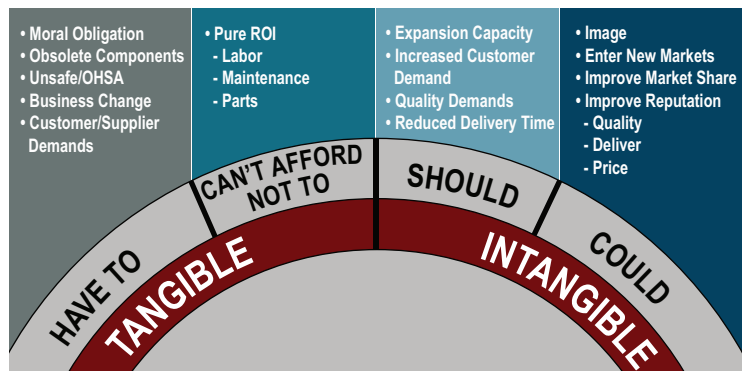 • Moral Obligation
• Obsolete Components
• Unsafe/OHSA
• Business Change
• Customer/Supplier
Demands
• Pure ROI
- Labor
- Maintenance
- Parts
• Expansion Capacity
• Increased Customer
Demand
• Quality Demands
• Reduced Delivery Time
• Image
• Enter New Markets
• Improve Market Share
• Improve Reputation
- Quality
- Deliver
- Price
HAVE TO
CAN'T AFFORD
NOT TO
SHOULD
COULD
TANGIBLE
INTANGIBLE